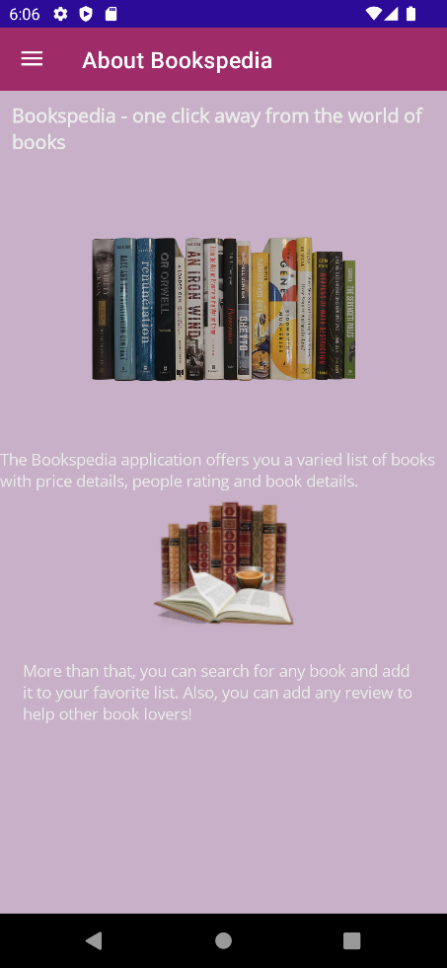 6:06
About Bookspedia
Bookspedia - one click away from the world of
books
renunciation
OR ORWELL
AN IRON WIND
GHETTO
GENE
The Bookspedia application offers you a varied list of books
with price details, people rating and book details.
More than that, you can search for any book and add
it to your favorite list. Also, you can add any review to
help other book lovers!